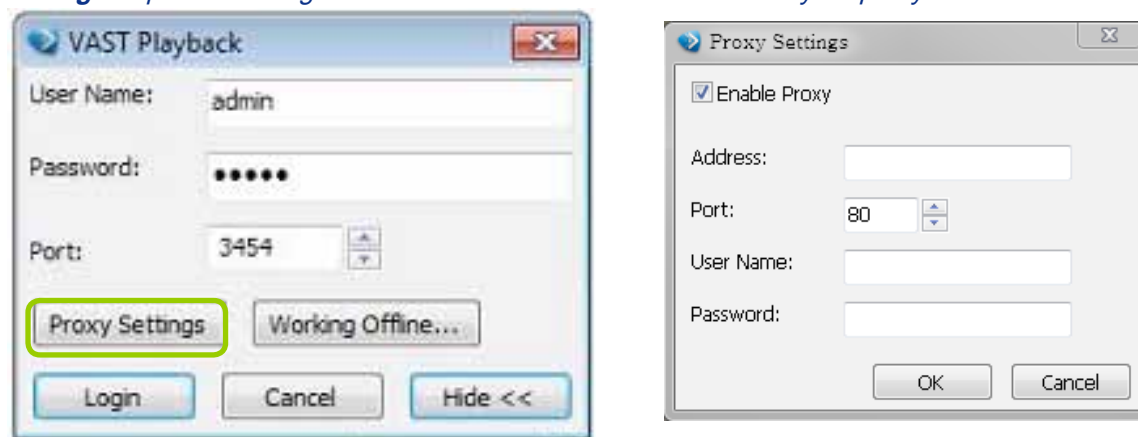 VAST Playback
User Name: admin
Password: •••••
Port: 3454
Proxy Settings Working Offline...
Login Cancel Hide <<
Proxy Settings
Enable Proxy
Address:
Port: 80
User Name:
Password:
OK Cancel